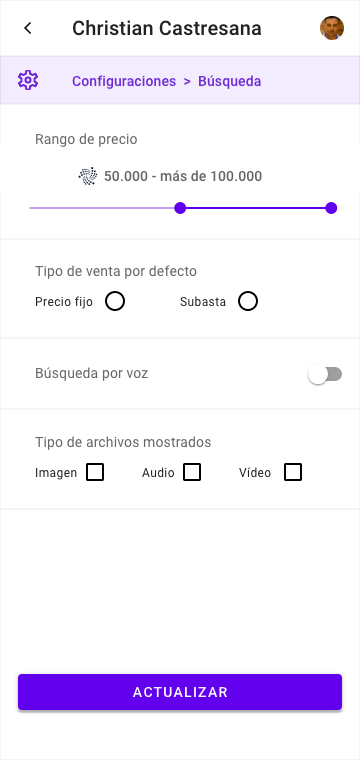 Christian Castresana
Configuraciones > Búsqueda
Rango de precio
50.000 - más de 100.000
Tipo de venta por defecto
Precio fijo Subasta
Búsqueda por voz
Tipo de archivos mostrados
Imagen Audio Vídeo
ACTUALIZAR